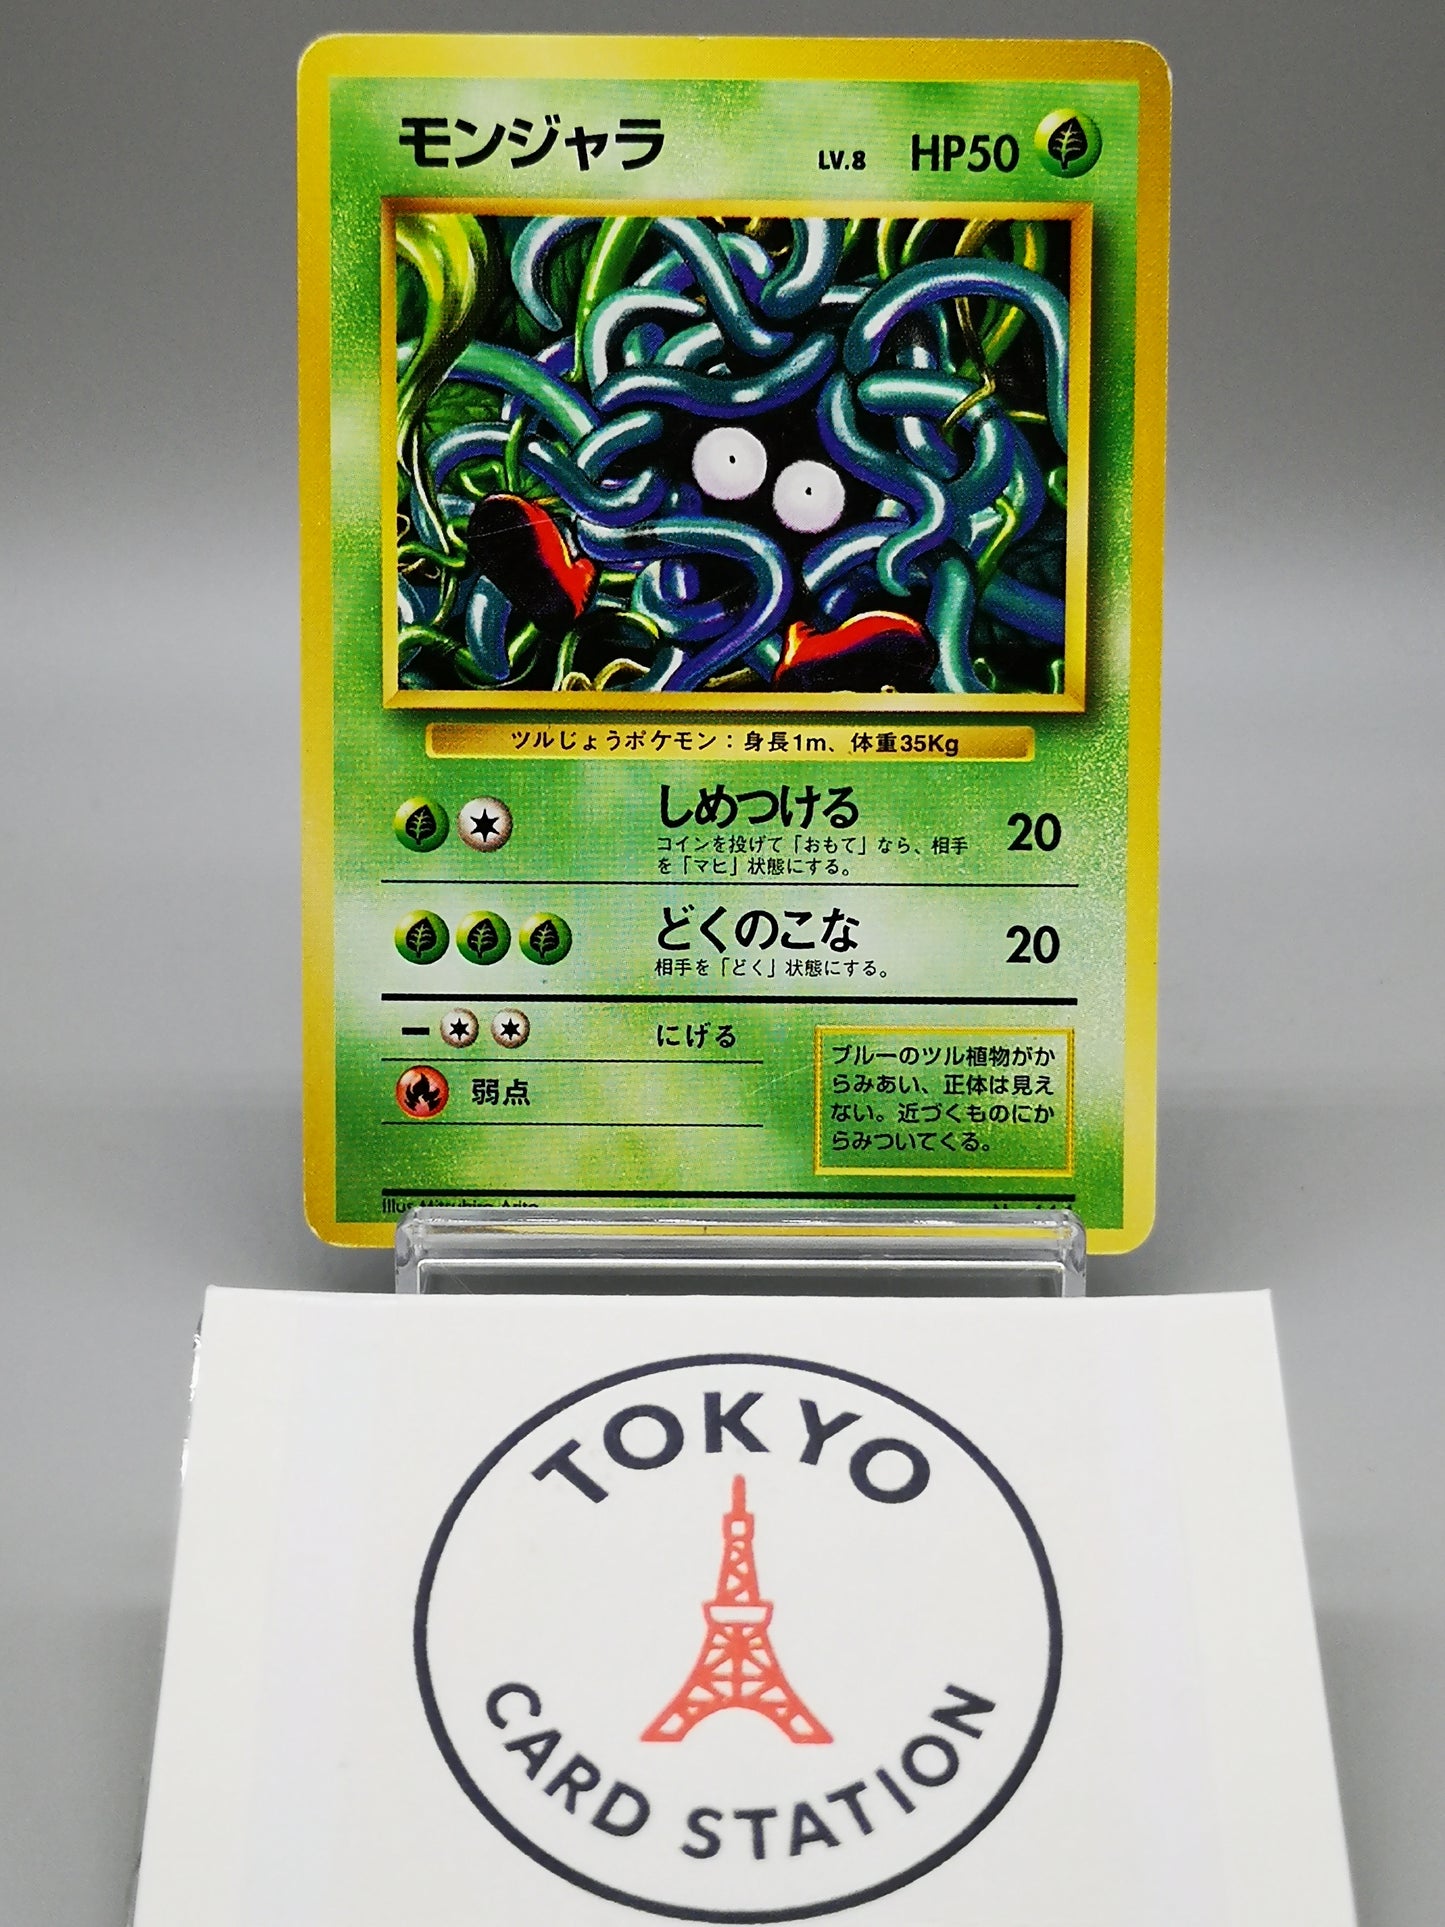 モンジャラ LV.8 HP50
ツルじょうポケモン：身長1m、体重35Kg
しめつける 20
コインを投げて「おもて」なら、相手
を「マヒ」状態にする。
どくのこな 20
相手を「どく」状態にする。
にげる
弱点
ブルーのツル植物がか
らみあい、正体は見え
ない。近づくものにか
らみついてくる。
Illus. Mitsuhiro Arita
TOKYO
CARD STATION